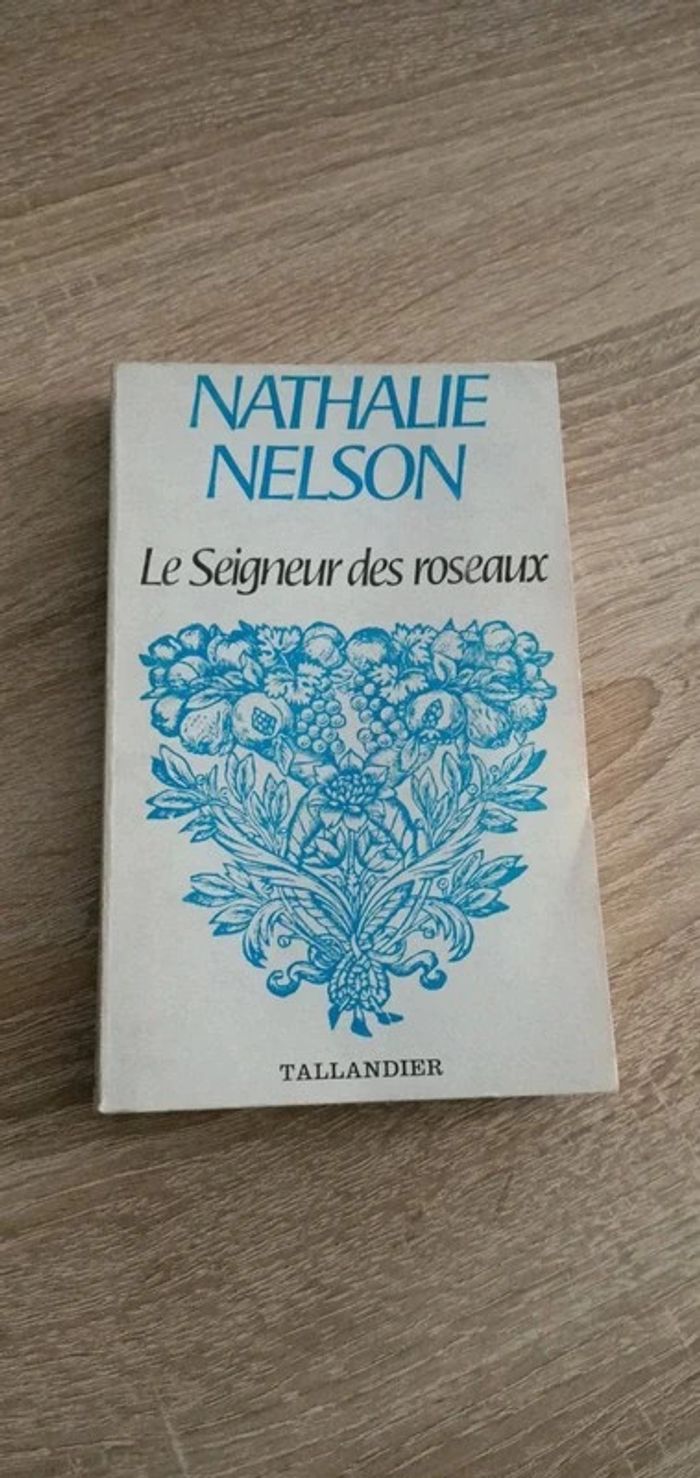 NATHALIE
NELSON
Le Seigneur des roseaux
TALLANDIER